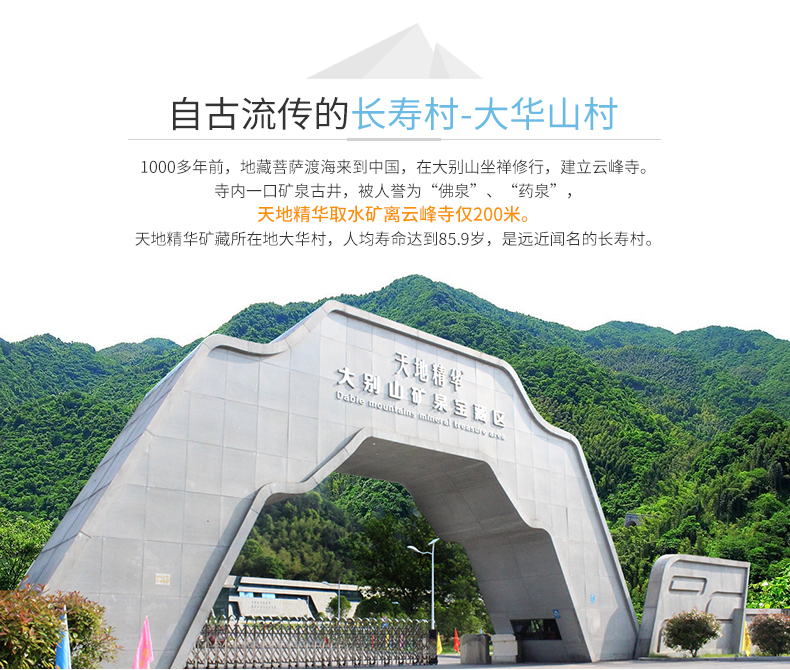 自古流传的长寿村-大华山村
1000多年前，地藏菩萨渡海来到中国，在大别山坐禅修行，建立云峰寺。
寺内一口矿泉古井，被人誉为“佛泉”、“药泉”，
天地精华取水矿离云峰寺仅200米。
天地精华矿藏所在地大华村，人均寿命达到85.9岁，是远近闻名的长寿村。
天地精华
大别山矿泉宝藏区
Dabie mountains mineral treasure area